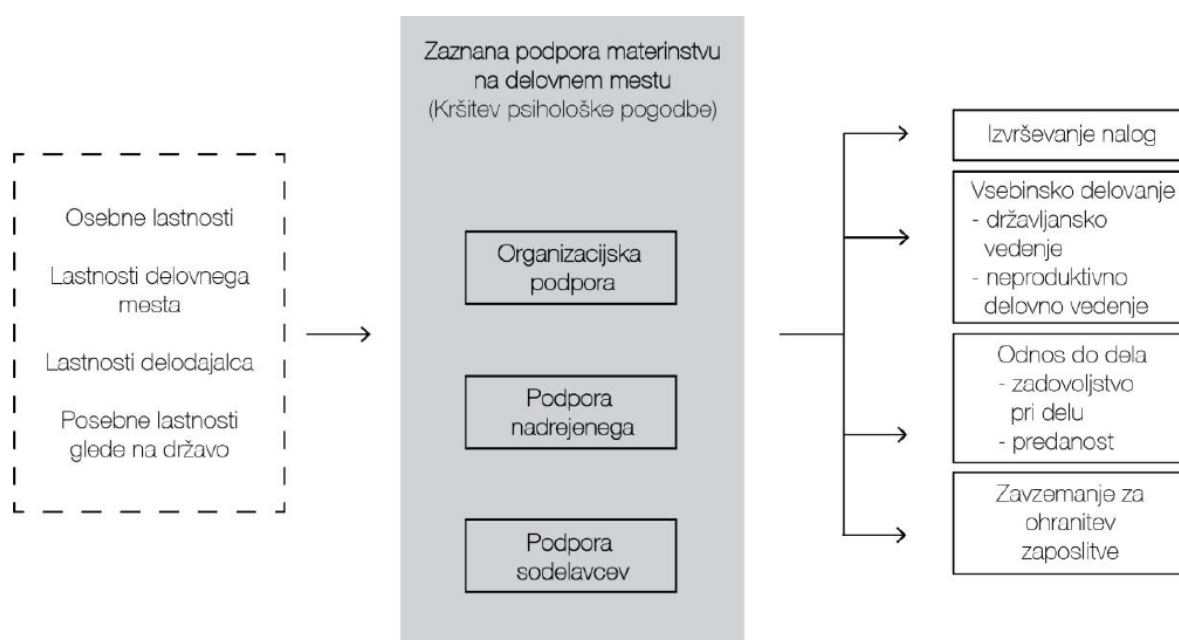 Osebne lastnosti
Lastnosti delovnega
mesta
Lastnosti delodajalca
Posebne lastnosti
glede na državo
Zaznana podpora materinstvu
na delovnem mestu
(Kršitev psihološke pogodbe)
Organizacijska
podpora
Podpora
nadrejenega
Podpora
sodelavcev
Izvrševanje nalog
Vsebinsko delovanje
- državljansko
vedenje
- neproduktivno
delovno vedenje
Odnos do dela
- zadovoljstvo
pri delu
- predanost
Zavzemanje za
ohranitev
zaposlitve